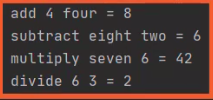 add 4 four = 8
subtract eight two = 6
multiply seven 6 = 42
divide 6 3 = 2